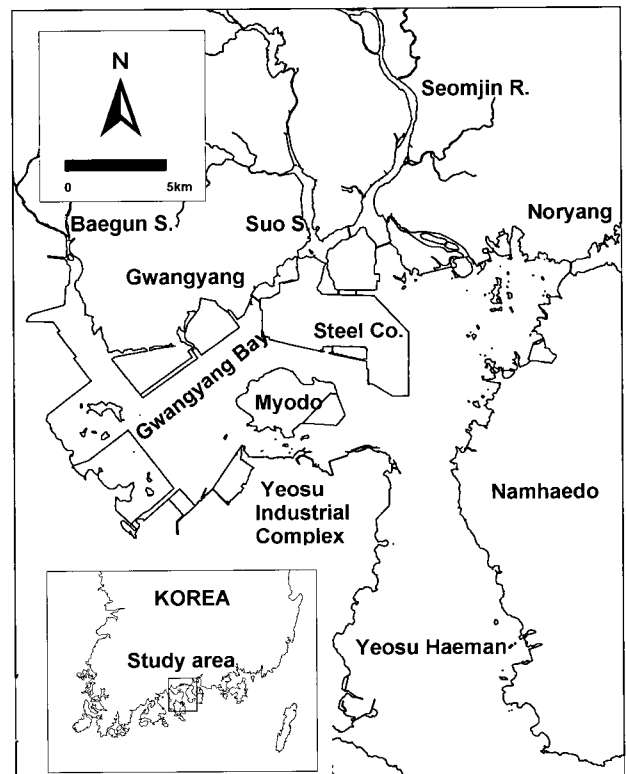 N
0 5km
Seomjin R.
Noryang
Baegun S.
Suo S
Gwangyang
Steel Co.
Gwangyang Bay
Myodo
Namhaedo
Yeosu
Industrial
Complex
KOREA
Study area
Yeosu Haeman